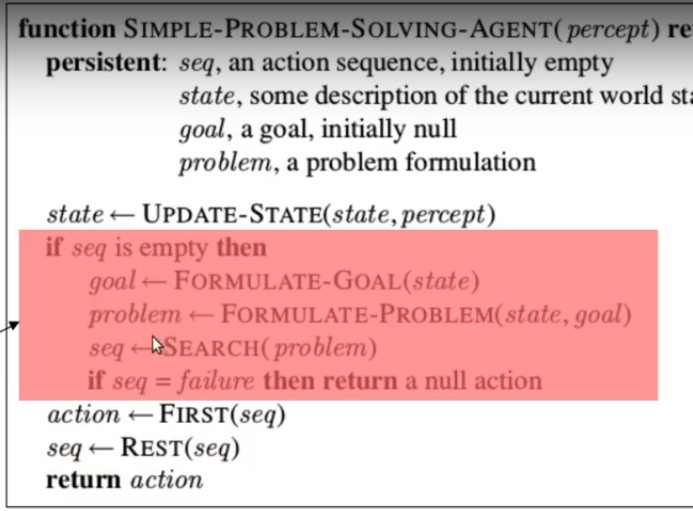 function SIMPLE-PROBLEM-SOLVING-AGENT(percept)
persistent: seq, an action sequence, initially empty
state, some description of the current world
goal, a goal, initially null
problem, a problem formulation
state ← UPDATE-STATE(state, percept)
if seq is empty then
goal ← FORMULATE-GOAL(state)
problem ← FORMULATE-PROBLEM(state, goal)
seq ← SEARCH(problem)
if seq = failure then return a null action
action ← FIRST(seq)
seq ← REST(seq)
return action